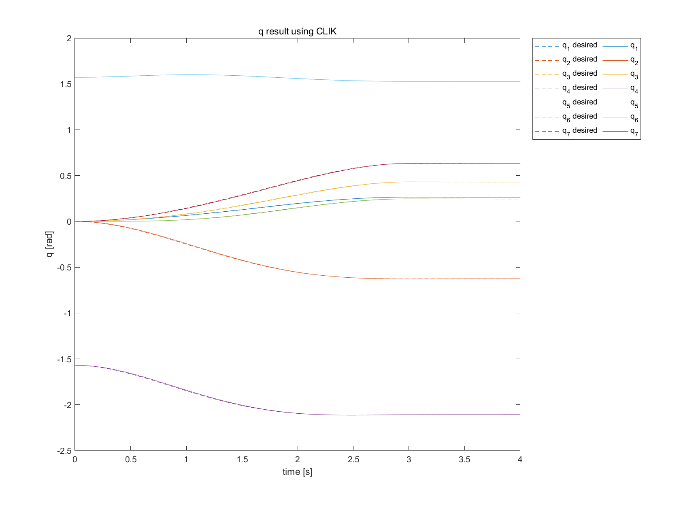 q result using CLIK
q1 desired q1
q2 desired q2
q3 desired q3
q4 desired q4
q5 desired q5
q6 desired q6
q7 desired q7
2
1.5
1
0.5
0
-0.5
-1
-1.5
-2
-2.5
q [rad]
0 0.5 1 1.5 2 2.5 3 3.5 4
time [s]